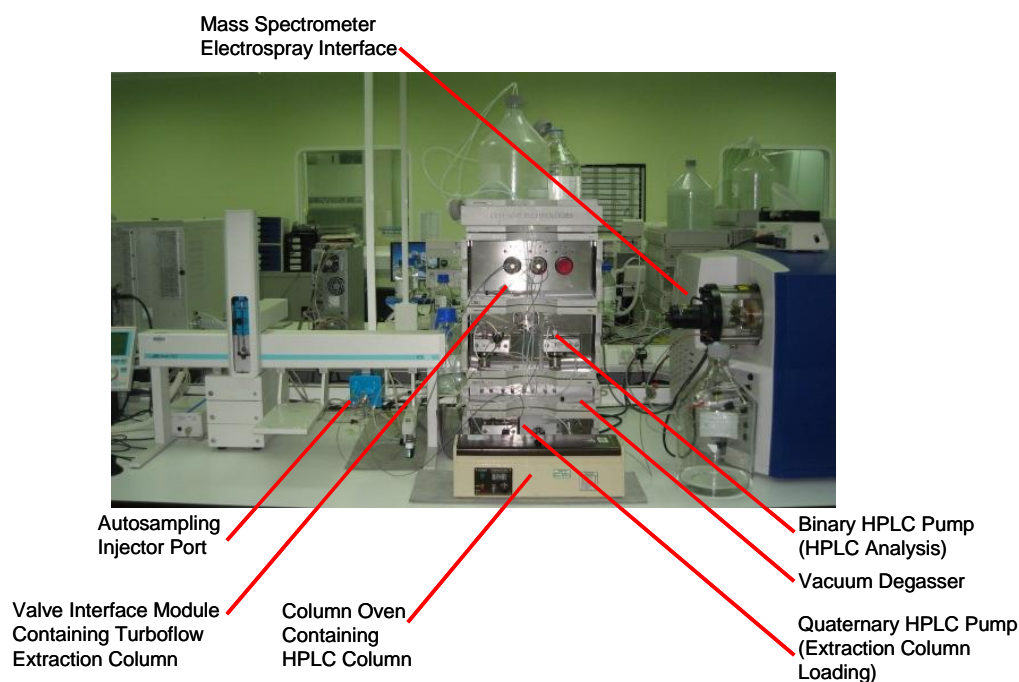 Mass Spectrometer
Electrospray Interface
Autosampling
Injector Port
Valve Interface Module
Containing Turboflow
Extraction Column
Column Oven
Containing
HPLC Column
Binary HPLC Pump
(HPLC Analysis)
Vacuum Degasser
Quaternary HPLC Pump
(Extraction Column
Loading)